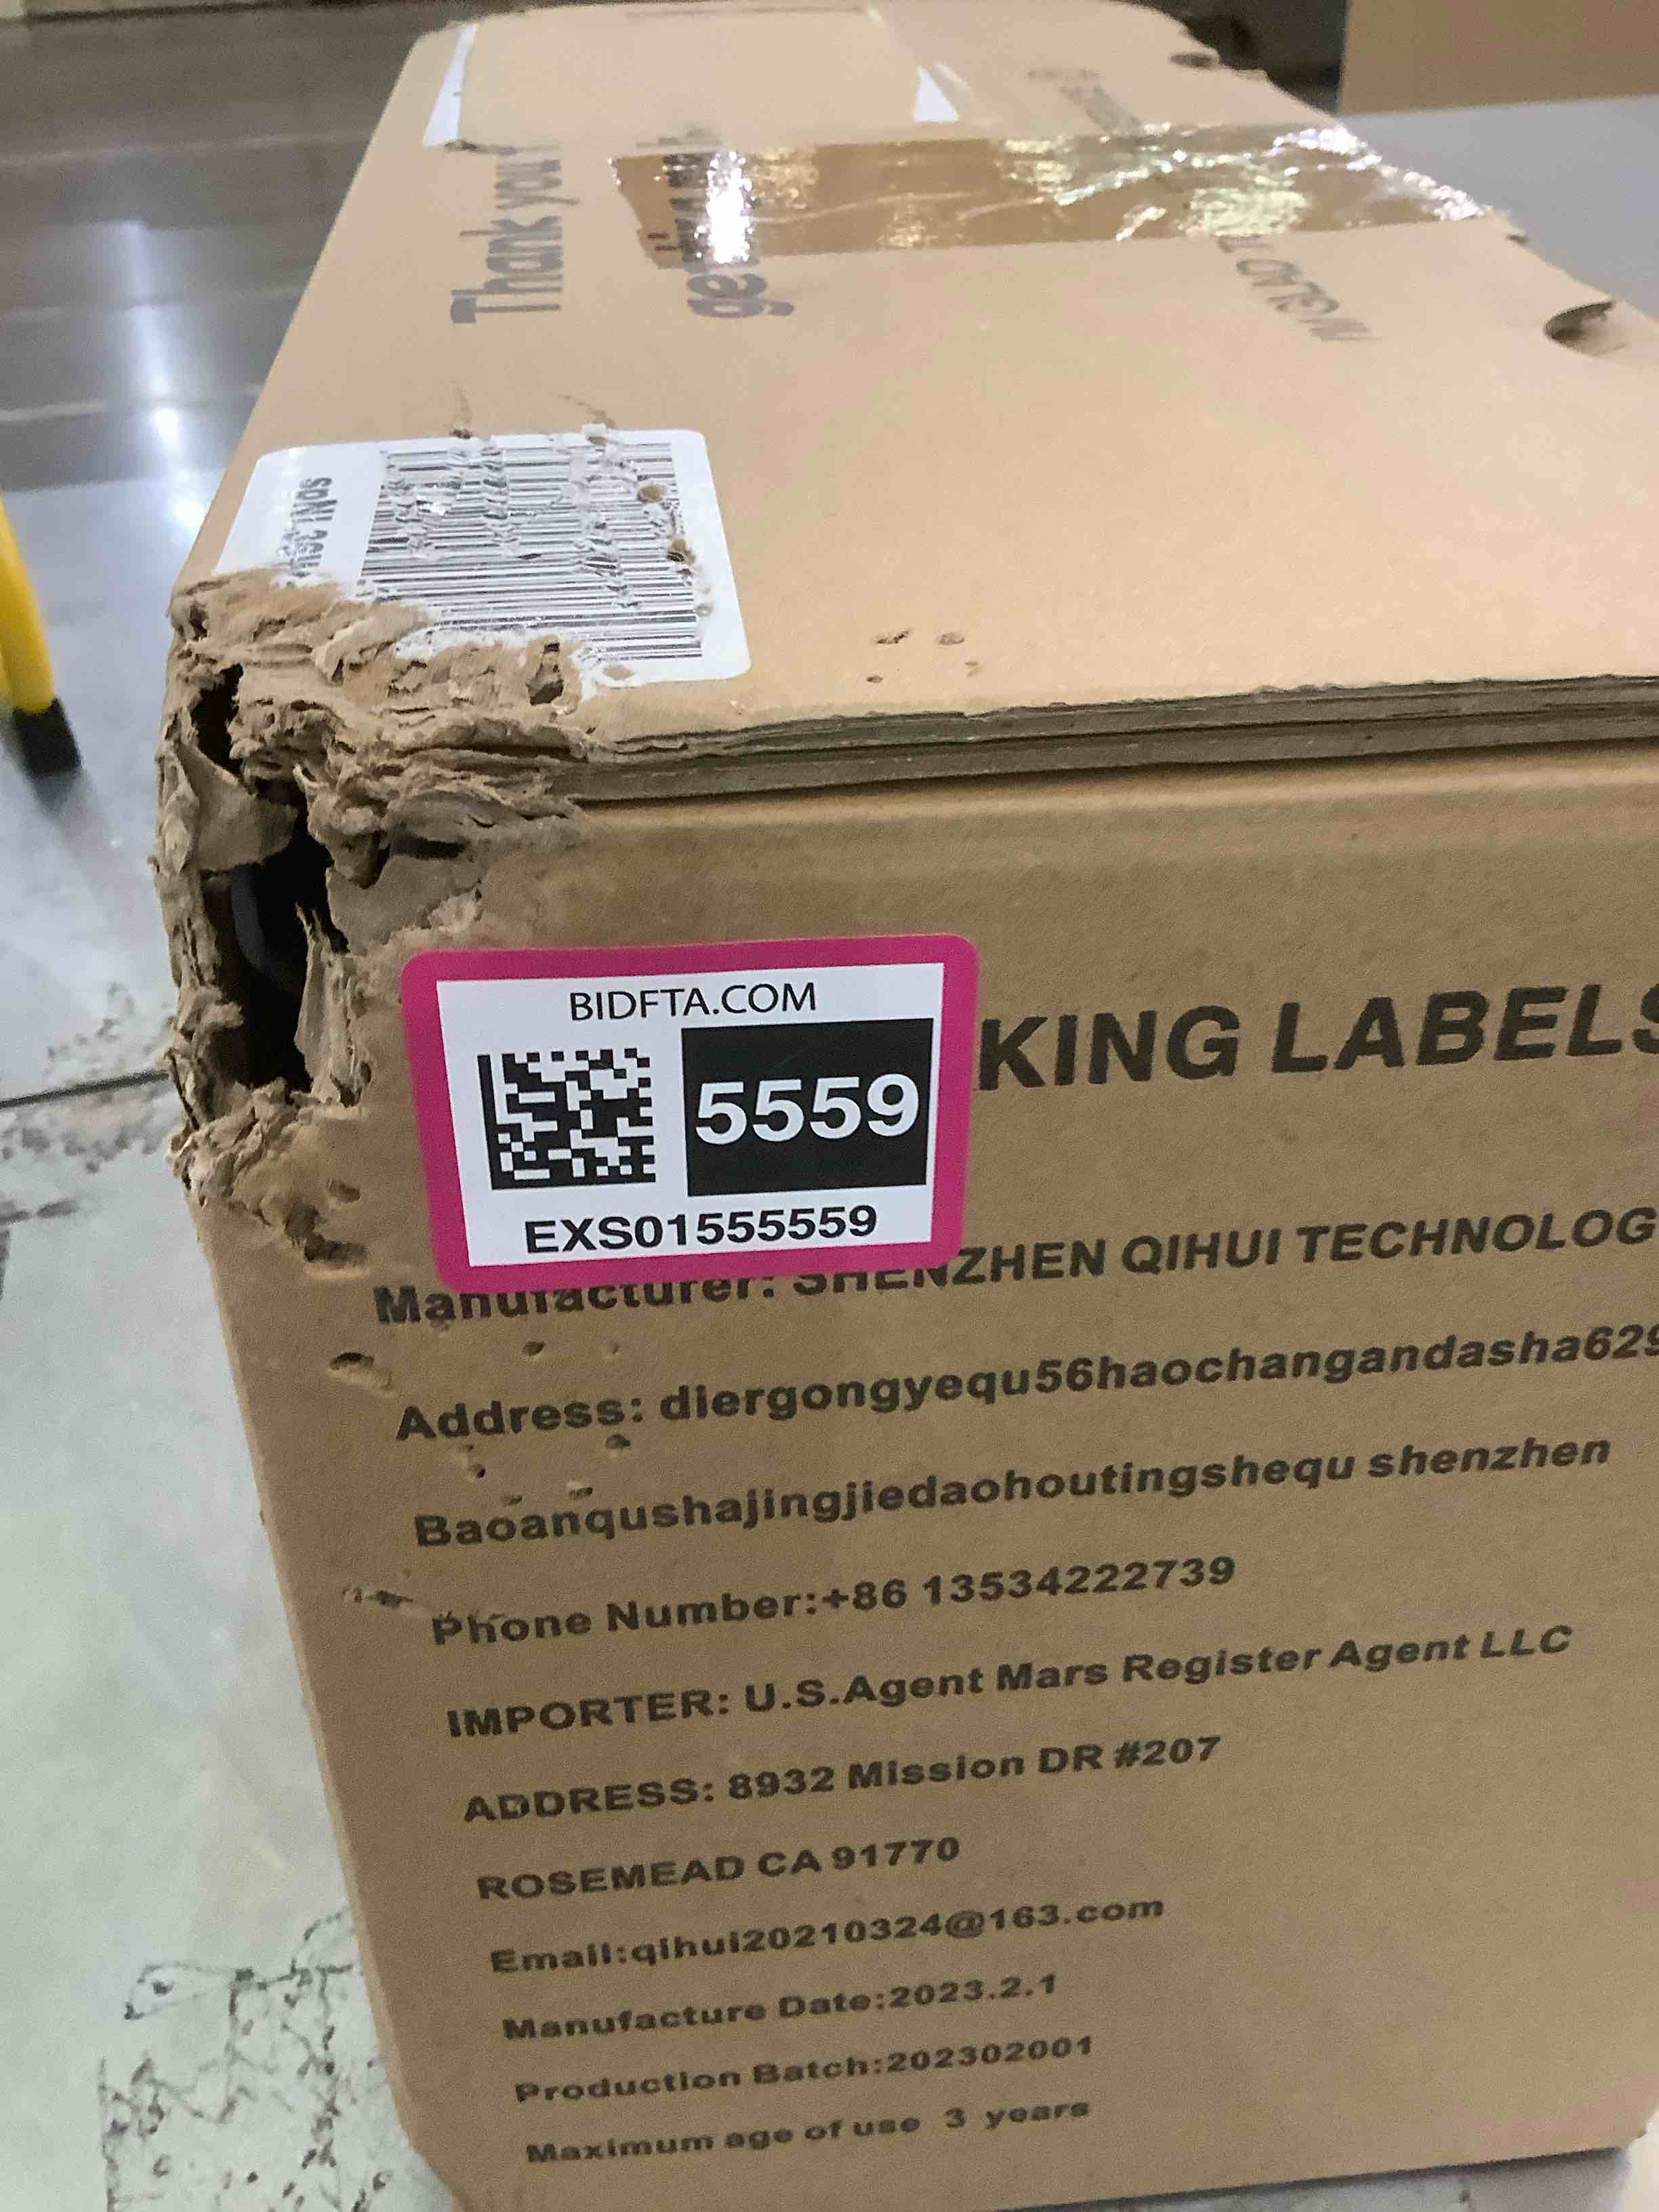 Thank you!
BIDFTA.COM
5559
EXS01555559
KING LABELS
Manufacturer: SHENZHEN QIHUI TECHNOLOG
Address: diergongyequ56haochangandasha629
Baoanqushajingjiedaohoutingshequ shenzhen
Phone Number:+86 13534222739
IMPORTER: U.S.Agent Mars Register Agent LLC
ADDRESS: 8932 Mission DR #207
ROSEMEAD CA 91770
Email:qihui20210324@163.com
Manufacture Date:2023.2.1
Production Batch:202302001
Maximum age of use 3 years